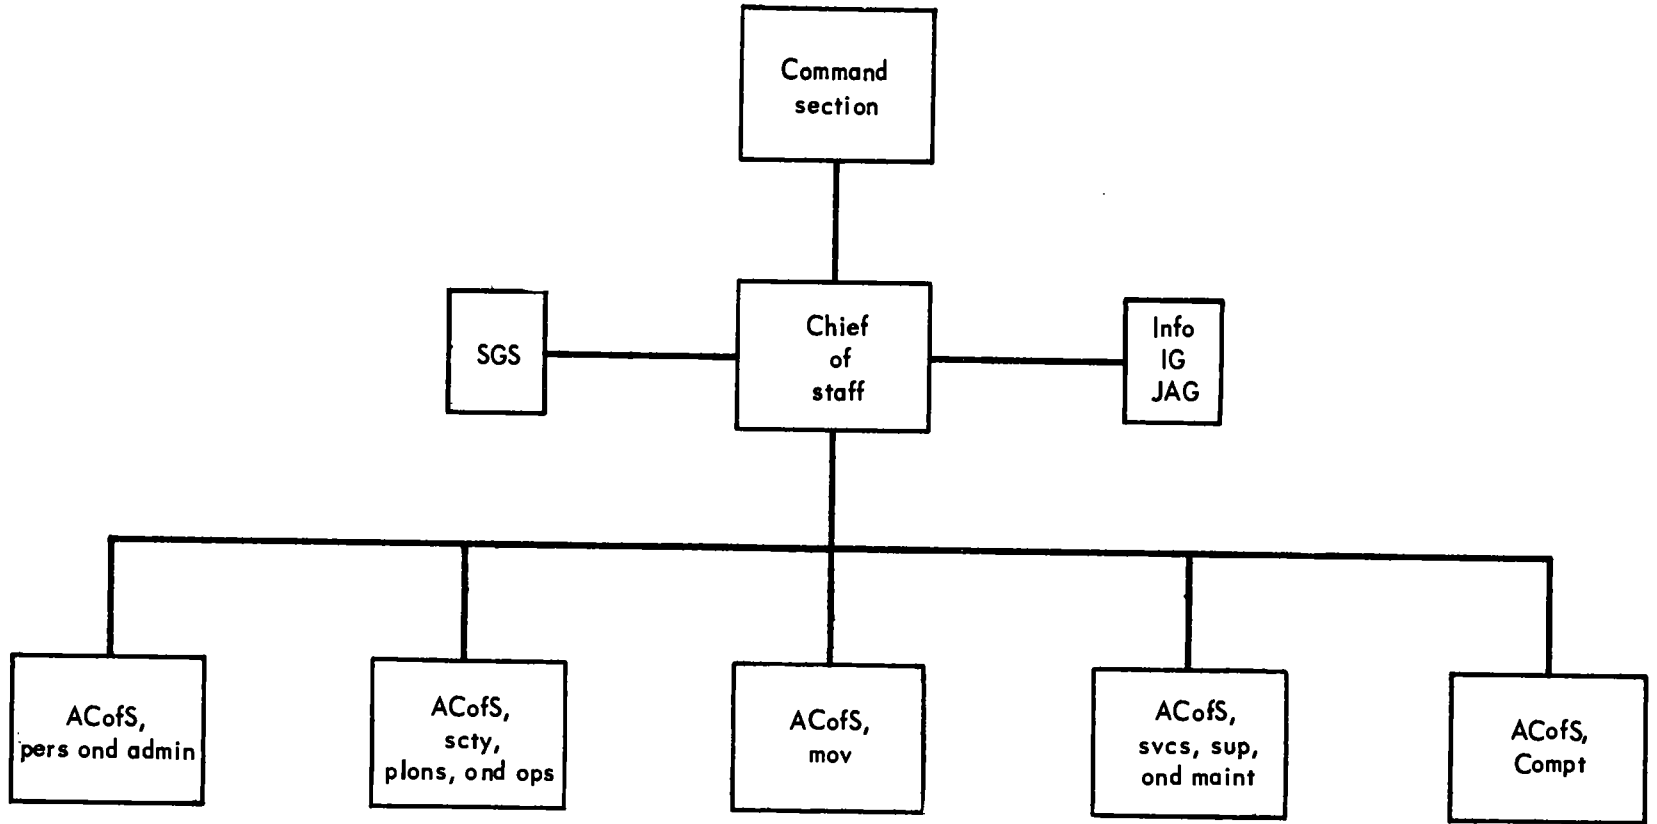 Command
section
SGS
Chief
of
staff
Info
IG
JAG
ACofS,
pers ond admin
ACofS,
scty,
plons, ond ops
ACofS,
mov
ACofS,
svcs, sup,
ond maint
ACofS,
Compt